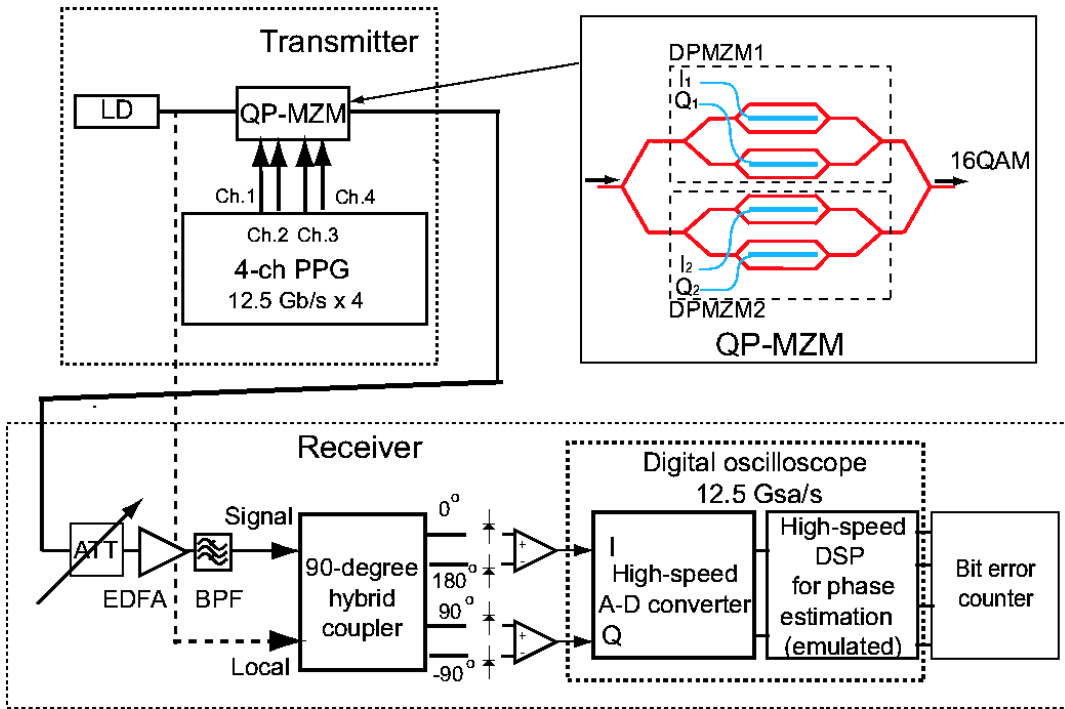 Transmitter
LD
QP-MZM
Ch.1
Ch.4
Ch.2 Ch.3
4-ch PPG
12.5 Gb/s x 4
DPMZM1
I1
Q1
16QAM
I2
Q2
DPMZM2
QP-MZM
Receiver
ATT
EDFA
BPF
Signal
Local
90-degree
hybrid
coupler
0°
180°
90°
-90°
+
-
+
-
Digital oscilloscope
12.5 Gsa/s
I
High-speed
A-D converter
Q
High-speed
DSP
for phase
estimation
(emulated)
Bit error
counter